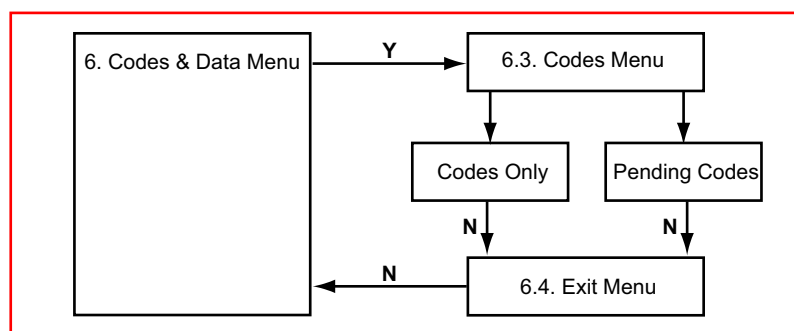 6. Codes & Data Menu
Y
6.3. Codes Menu
Codes Only
Pending Codes
N
N
N
6.4. Exit Menu